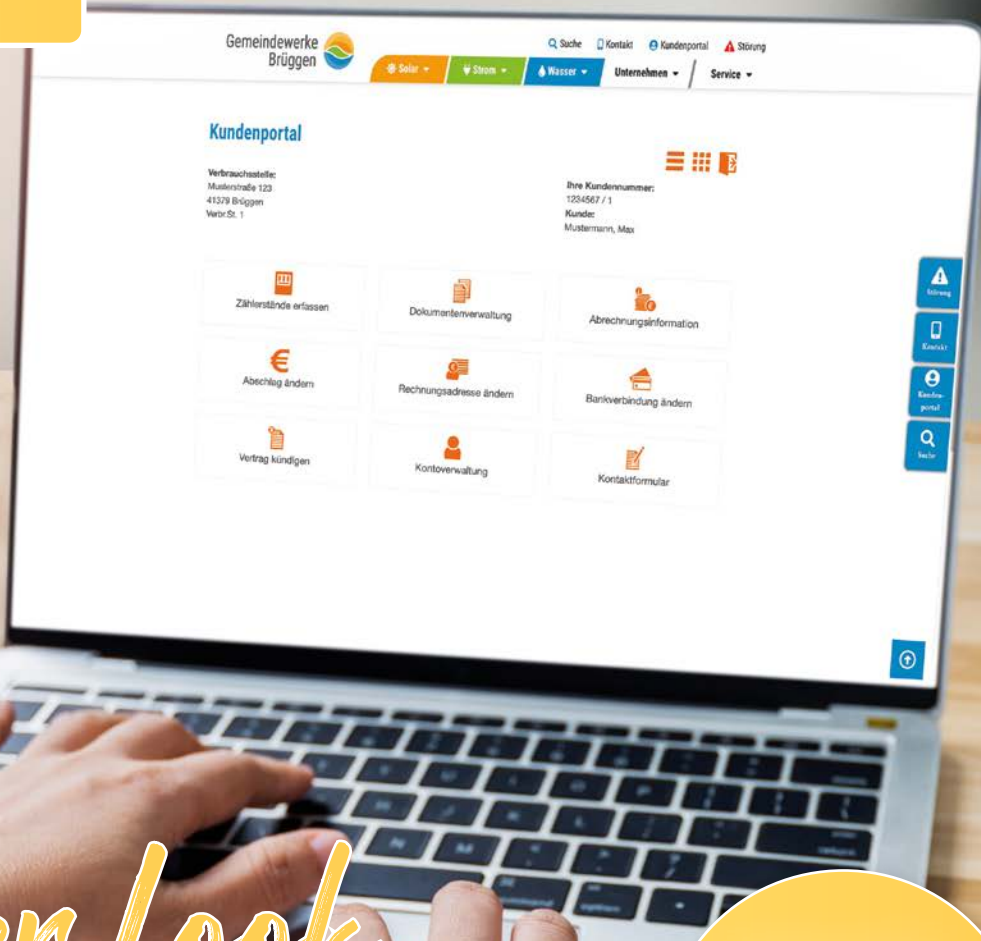 Gemeindewerke
Brüggen
Suche Kontakt Kundenportal Störung
Solar Strom Wasser Unternehmen Service
Kundenportal
Verbrauchsstelle:
Musterstraße 123
41379 Brüggen
Verbr.St. 1
Ihre Kundennummer:
1234567 / 1
Kunde:
Mustermann, Max
Zählerstände erfassen
Dokumentenverwaltung
Abrechnungsinformation
Abschlag ändern
Rechnungsadresse ändern
Bankverbindung ändern
Vertrag kündigen
Kontoverwaltung
Kontaktformular
Störung
Kontakt
Kunden-
portal
Suche
en Look